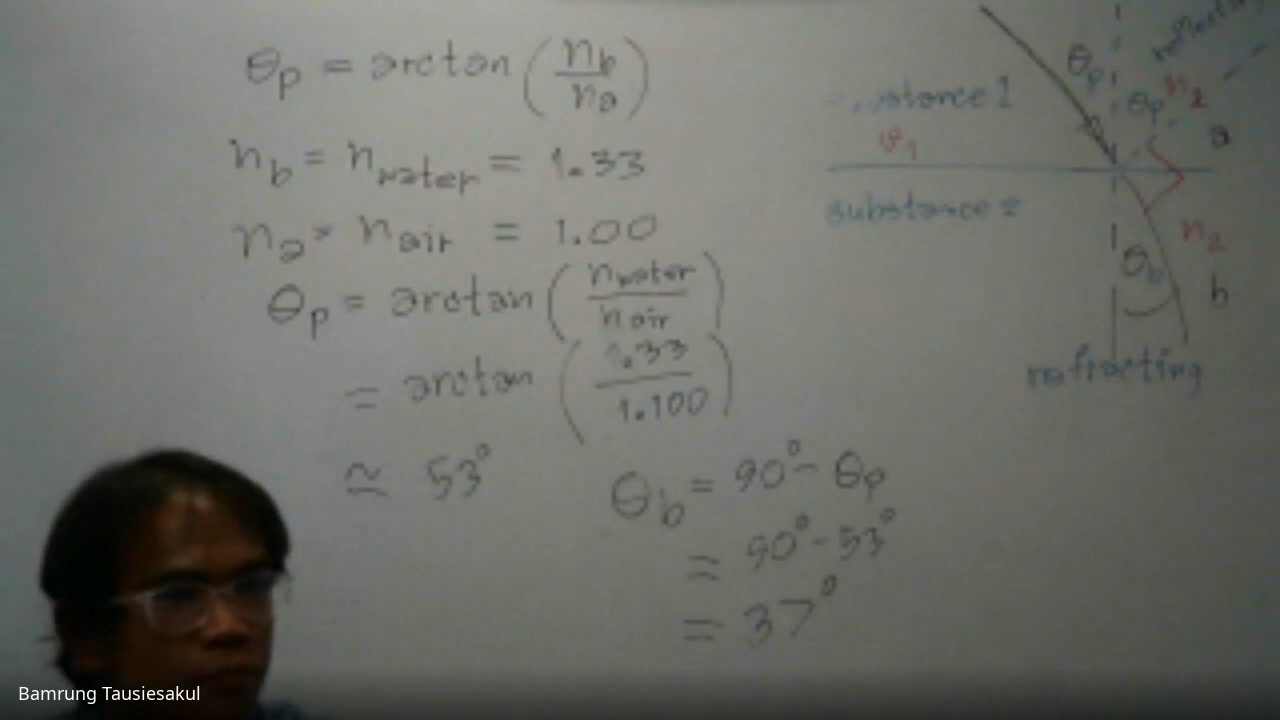 θp = arctan (nb/na)
nb = nwater = 1.33
na = nair = 1.00
θp = arctan (nwater/nair)
= arctan (1.33/1.100)
≃ 53°
θb = 90° - θp
= 90° - 53°
= 37°
θp
θp
n1
a
v1
substance 2
n2
θb
b
refracting
Bamrung Tausiesakul